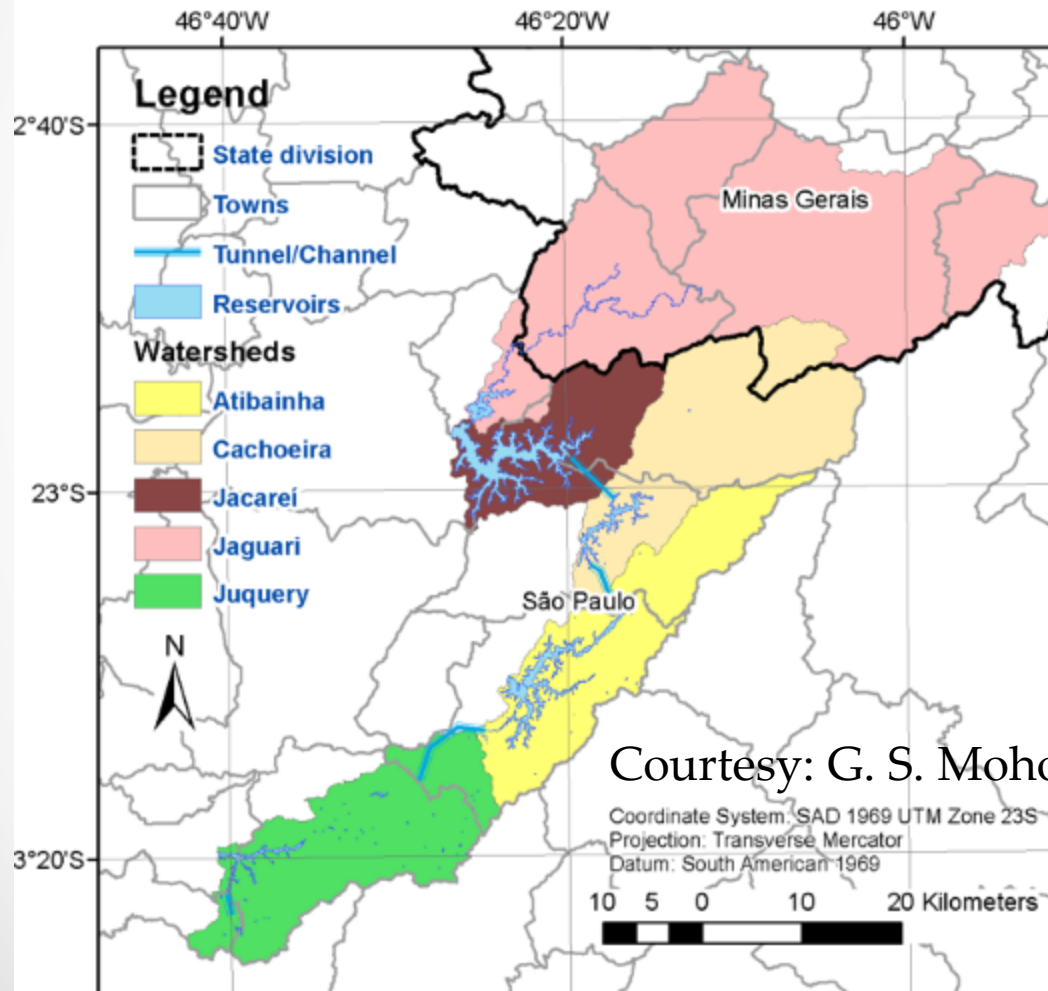 46°40'W 46°20'W 46°W
2°40'S
Legend
State division
Towns
Tunnel/Channel
Reservoirs
Watersheds
Atibainha
Cachoeira
Jacareí
Jaguari
Juquery
Minas Gerais
23°S
São Paulo
N
3°20'S
Courtesy: G. S. Moho
Coordinate System: SAD 1969 UTM Zone 23S
Projection: Transverse Mercator
Datum: South American 1969
10 5 0 10 20 Kilometers